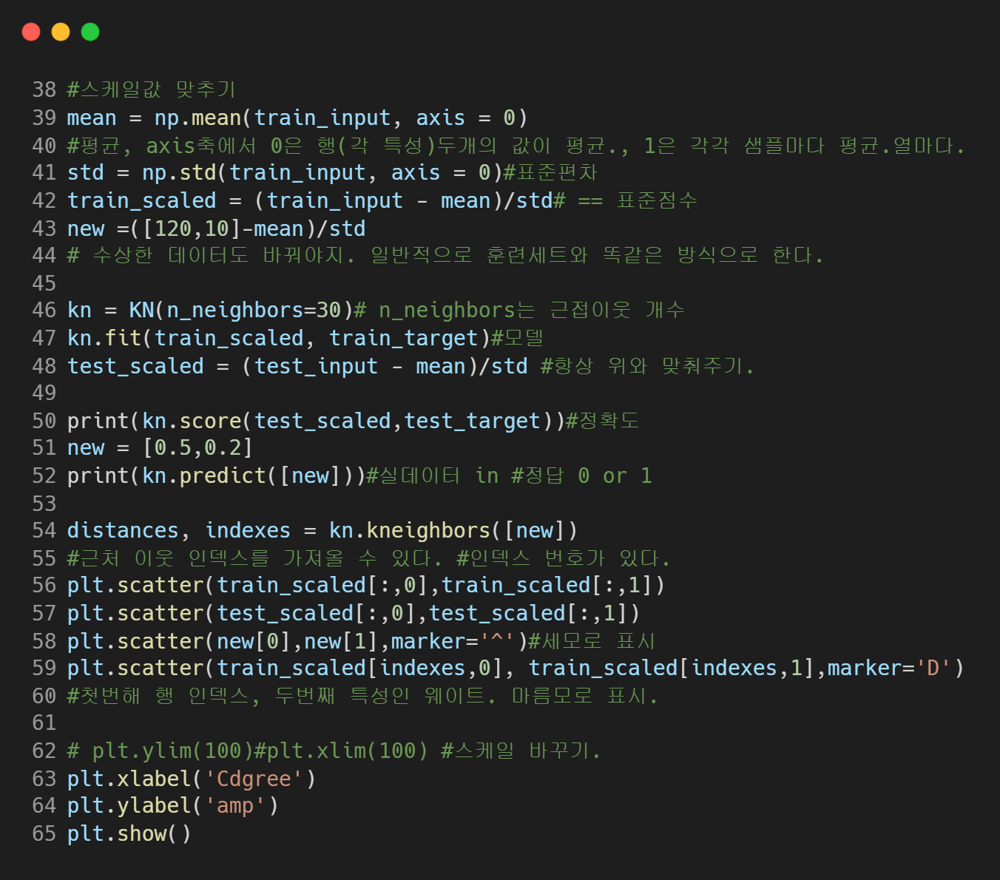 38 #스케일값 맞추기
39 mean = np.mean(train_input, axis = 0)
40 #평균, axis축에서 0은 행(각 특성)두개의 값이 평균., 1은 각각 샘플마다 평균.열마다.
41 std = np.std(train_input, axis = 0)#표준편차
42 train_scaled = (train_input - mean)/std# == 표준점수
43 new =([120,10]-mean)/std
44 # 수상한 데이터도 바꿔야지. 일반적으로 훈련세트와 똑같은 방식으로 한다.
45
46 kn = KN(n_neighbors=30)# n_neighbors는 근접이웃 개수
47 kn.fit(train_scaled, train_target)#모델
48 test_scaled = (test_input - mean)/std #항상 위와 맞춰주기.
49
50 print(kn.score(test_scaled,test_target))#정확도
51 new = [0.5,0.2]
52 print(kn.predict([new]))#실데이터 in #정답 0 or 1
53
54 distances, indexes = kn.kneighbors([new])
55 #근처 이웃 인덱스를 가져올 수 있다. #인덱스 번호가 있다.
56 plt.scatter(train_scaled[:,0],train_scaled[:,1])
57 plt.scatter(test_scaled[:,0],test_scaled[:,1])
58 plt.scatter(new[0],new[1],marker='^')#세모로 표시
59 plt.scatter(train_scaled[indexes,0], train_scaled[indexes,1],marker='D')
60 #첫번해 행 인덱스, 두번째 특성인 웨이트. 마름모로 표시.
61
62 # plt.ylim(100)#plt.xlim(100) #스케일 바꾸기.
63 plt.xlabel('Cdgree')
64 plt.ylabel('amp')
65 plt.show()